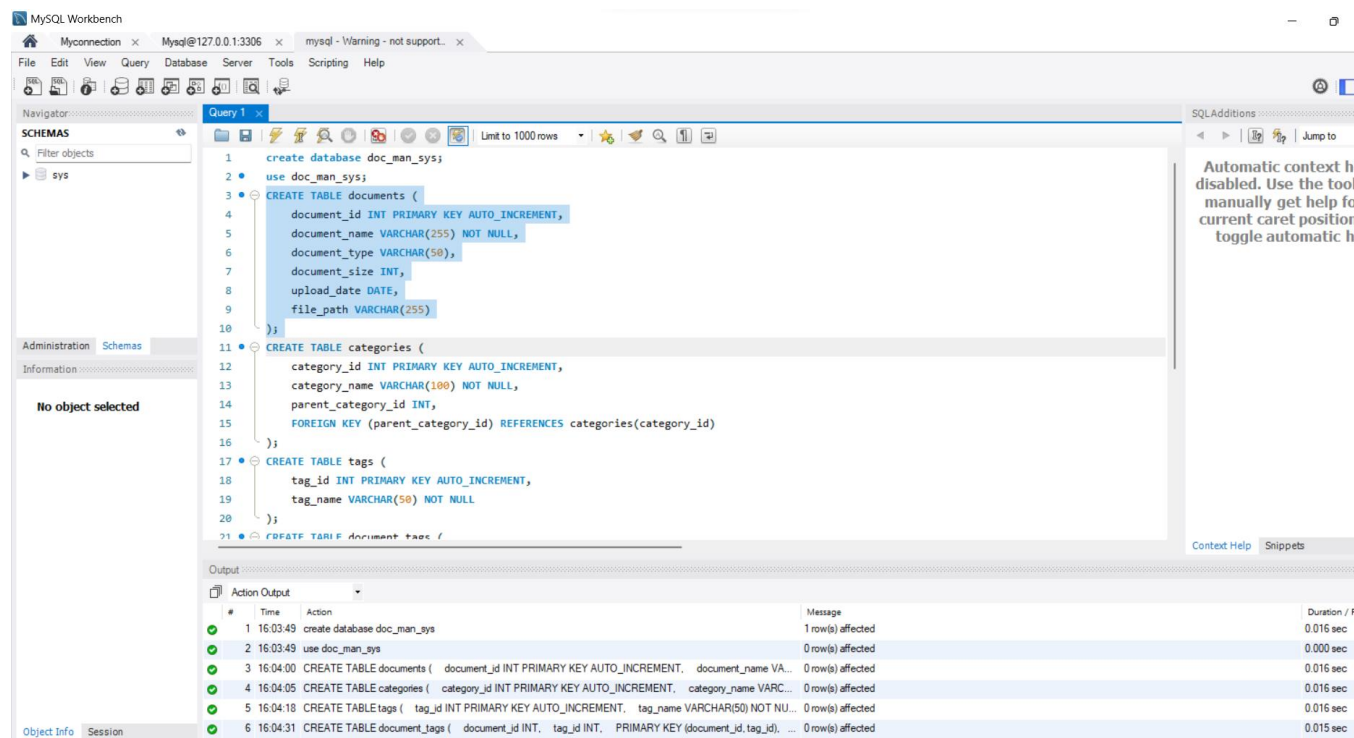 MySQL Workbench
Myconnection × Mysql@127.0.0.1:3306 × mysql - Warning - not support.. ×
File Edit View Query Database Server Tools Scripting Help
Navigator
SCHEMAS
Filter objects
sys
Administration Schemas
Information
No object selected
Object Info Session
Query 1 ×
Limit to 1000 rows
1 create database doc_man_sys;
2 use doc_man_sys;
3 CREATE TABLE documents (
4 document_id INT PRIMARY KEY AUTO_INCREMENT,
5 document_name VARCHAR(255) NOT NULL,
6 document_type VARCHAR(50),
7 document_size INT,
8 upload_date DATE,
9 file_path VARCHAR(255)
10 );
11 CREATE TABLE categories (
12 category_id INT PRIMARY KEY AUTO_INCREMENT,
13 category_name VARCHAR(100) NOT NULL,
14 parent_category_id INT,
15 FOREIGN KEY (parent_category_id) REFERENCES categories(category_id)
16 );
17 CREATE TABLE tags (
18 tag_id INT PRIMARY KEY AUTO_INCREMENT,
19 tag_name VARCHAR(50) NOT NULL
20 );
21 CREATE TABLE document_tags (
SQLAdditions
Jump to
Automatic context h
disabled. Use the tool
manually get help fo
current caret position
toggle automatic h
Context Help Snippets
Output
Action Output
# Time Action Message Duration / F
1 16:03:49 create database doc_man_sys 1 row(s) affected 0.016 sec
2 16:03:49 use doc_man_sys 0 row(s) affected 0.000 sec
3 16:04:00 CREATE TABLE documents ( document_id INT PRIMARY KEY AUTO_INCREMENT, document_name VA... 0 row(s) affected 0.016 sec
4 16:04:05 CREATE TABLE categories ( category_id INT PRIMARY KEY AUTO_INCREMENT, category_name VARC... 0 row(s) affected 0.016 sec
5 16:04:18 CREATE TABLE tags ( tag_id INT PRIMARY KEY AUTO_INCREMENT, tag_name VARCHAR(50) NOT NU... 0 row(s) affected 0.016 sec
6 16:04:31 CREATE TABLE document_tags ( document_id INT, tag_id INT, PRIMARY KEY (document_id, tag_id), ... 0 row(s) affected 0.015 sec